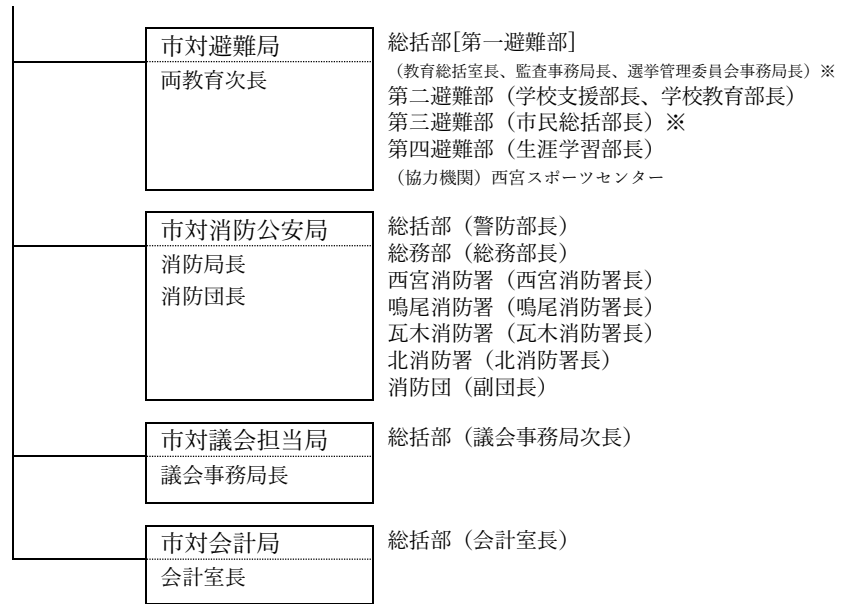 市対避難局
両教育次長
総括部[第一避難部]
（教育総括室長、監査事務局長、選挙管理委員会事務局長）※
第二避難部（学校支援部長、学校教育部長）
第三避難部（市民総括部長）※
第四避難部（生涯学習部長）
（協力機関）西宮スポーツセンター
市対消防公安局
消防局長
消防団長
総括部（警防部長）
総務部（総務部長）
西宮消防署（西宮消防署長）
鳴尾消防署（鳴尾消防署長）
瓦木消防署（瓦木消防署長）
北消防署（北消防署長）
消防団（副団長）
市対議会担当局
議会事務局長
総括部（議会事務局次長）
市対会計局
会計室長
総括部（会計室長）